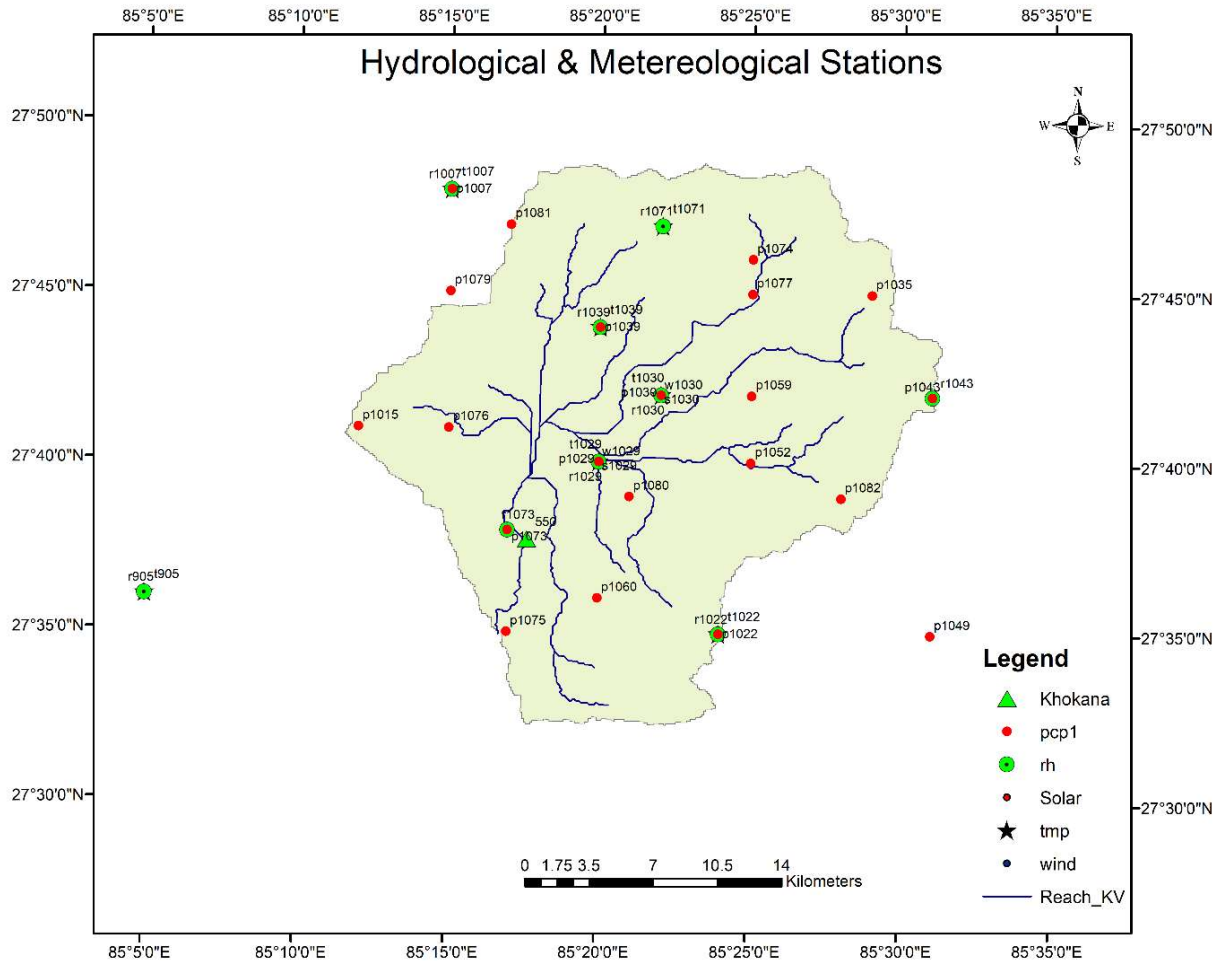 85°5'0"E 85°10'0"E 85°15'0"E 85°20'0"E 85°25'0"E 85°30'0"E 85°35'0"E
Hydrological & Metereological Stations
27°50'0"N
27°50'0"N
N
W E
S
r1007 t1007
p1007
p1081
r1071 t1071
p1074
27°45'0"N
27°45'0"N
p1079
p1077
p1035
r1039 t1039
p1039
t1030 w1030
p1030 s1030
r1030
p1059
p1043 r1043
p1015
p1076
27°40'0"N
27°40'0"N
t1029 w1029
p1029 s1029
r1029
p1052
p1080
p1082
r1073 550
p1073
r905 t905
p1060
r1022 t1022
p1022
27°35'0"N
27°35'0"N
p1075
p1049
Legend
Khokana
pcp1
rh
Solar
tmp
wind
Reach_KV
27°30'0"N
27°30'0"N
0 1.75 3.5 7 10.5 14
Kilometers
85°5'0"E 85°10'0"E 85°15'0"E 85°20'0"E 85°25'0"E 85°30'0"E 85°35'0"E